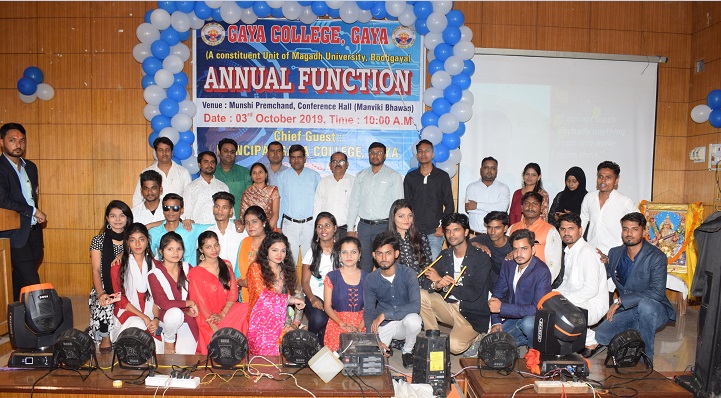 GAYA COLLEGE, GAYA
(A constituent Unit of Magadh University, Bodhgaya)
ANNUAL FUNCTION
Venue : Munshi Premchand, Conference Hall (Manviki Bhawan)
Date : 03rd October 2019, Time : 10:00 A.M
Chief Guest
COLLEGE,